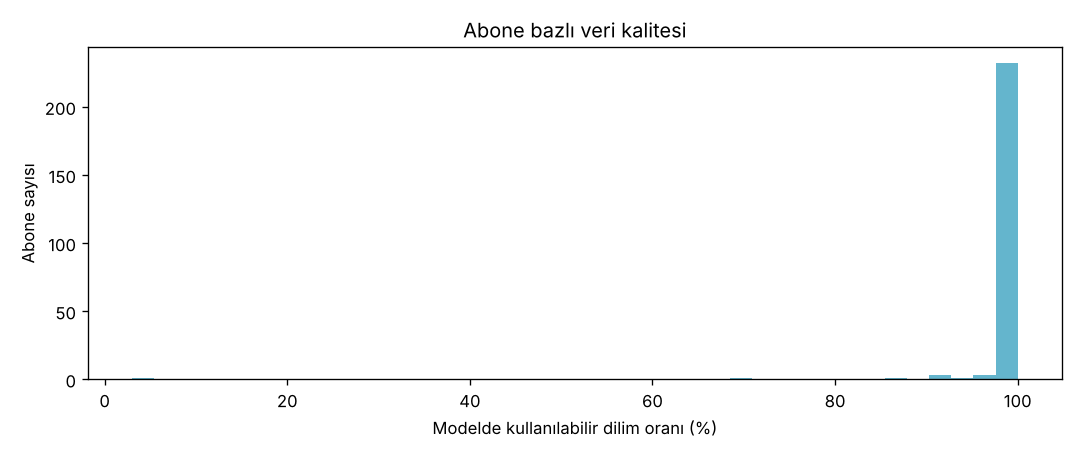 Abone bazlı veri kalitesi
Abone sayısı
200
150
100
50
0
0 20 40 60 80 100
Modelde kullanılabilir dilim oranı (%)